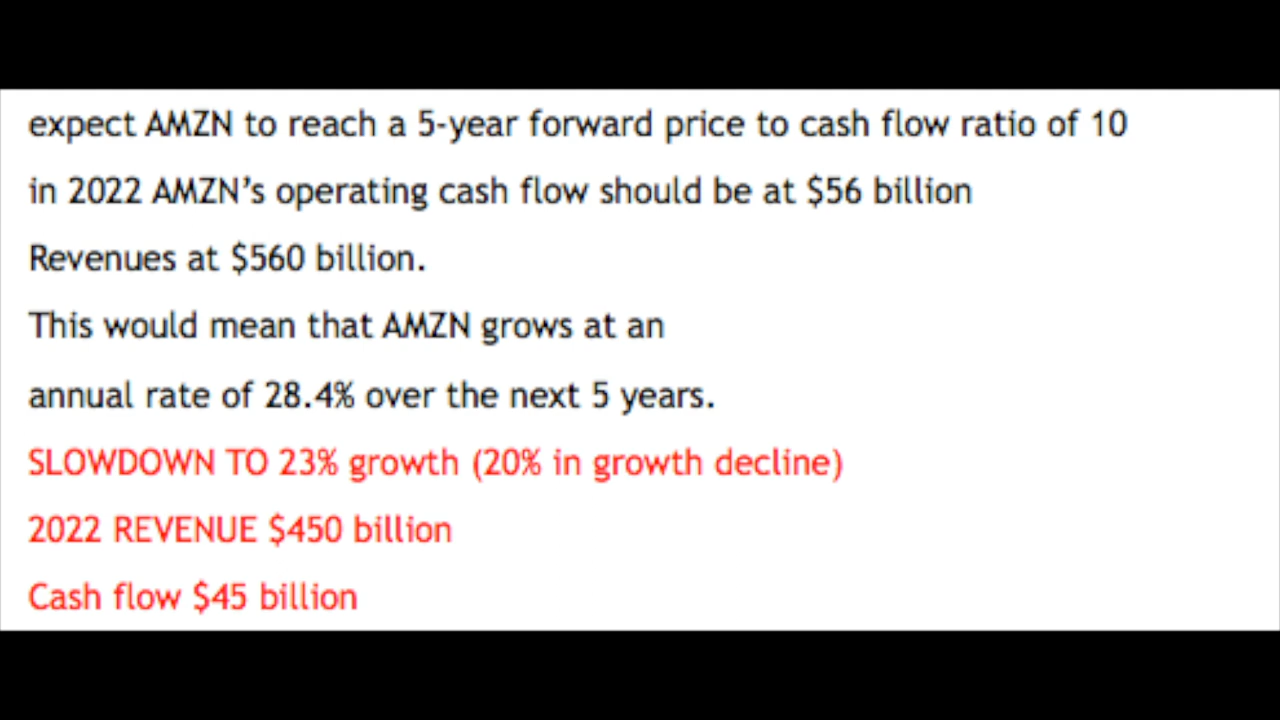 expect AMZN to reach a 5-year forward price to cash flow ratio of 10
in 2022 AMZN’s operating cash flow should be at $56 billion
Revenues at $560 billion.
This would mean that AMZN grows at an
annual rate of 28.4% over the next 5 years.
SLOWDOWN TO 23% growth (20% in growth decline)
2022 REVENUE $450 billion
Cash flow $45 billion